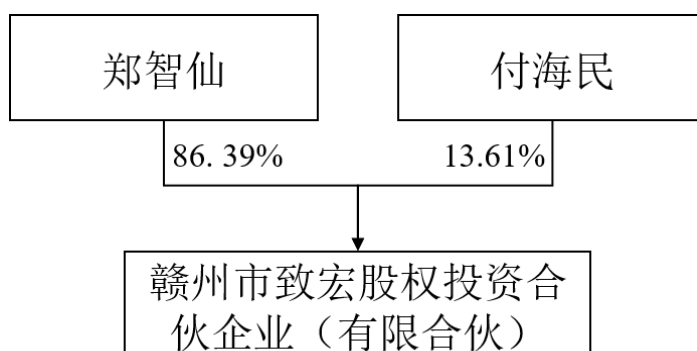 郑智仙
付海民
86. 39%
13.61%
赣州市致宏股权投资合
伙企业（有限合伙）